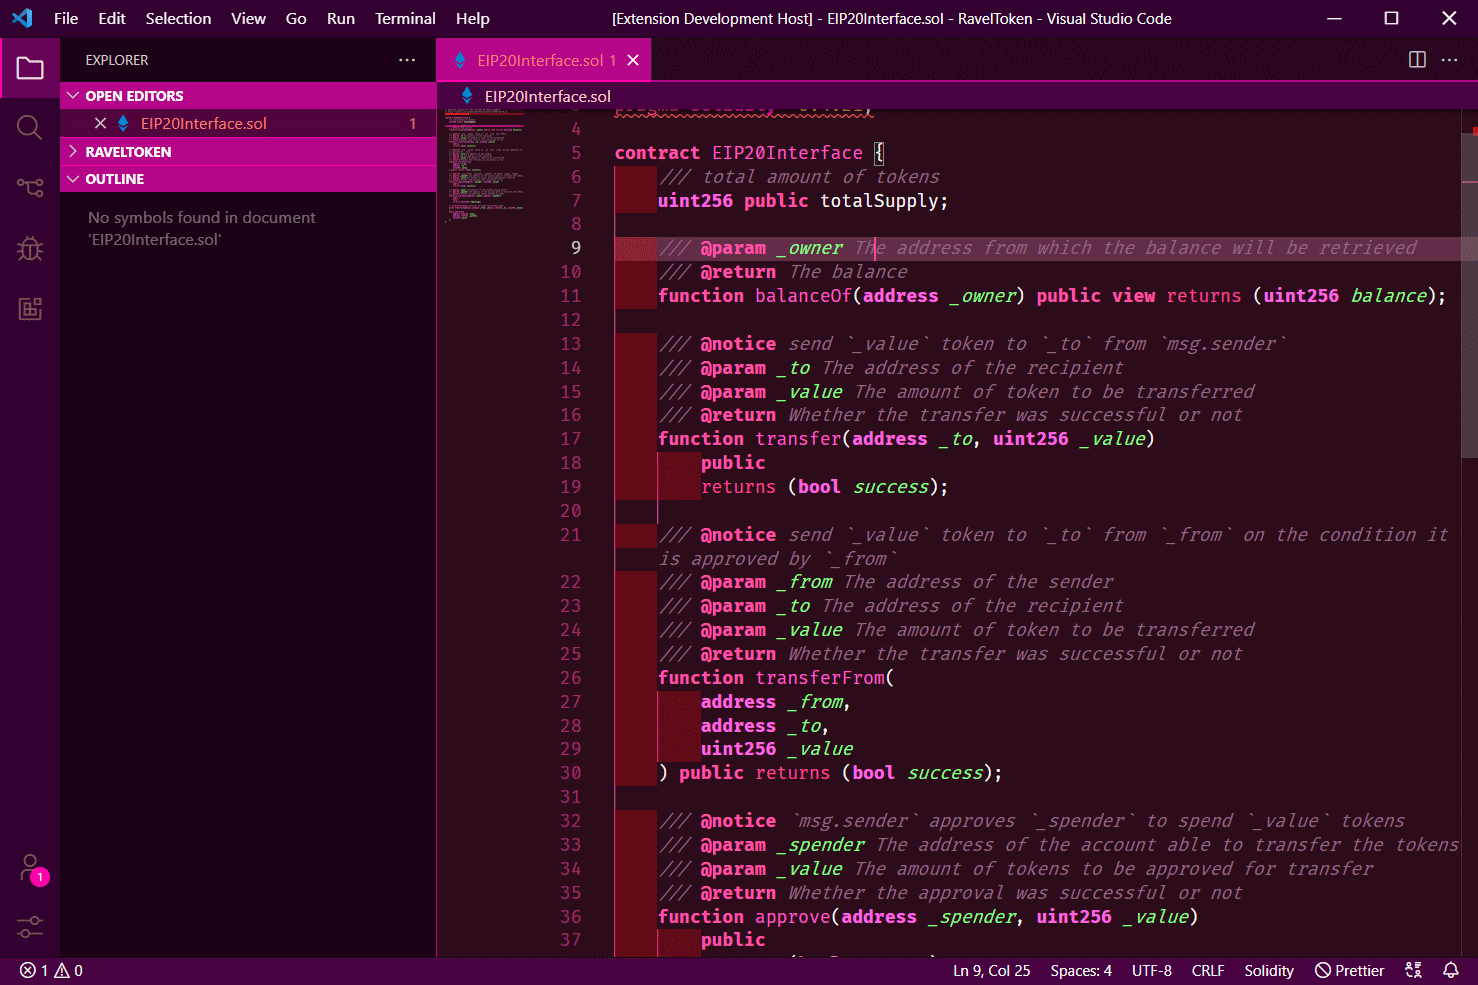 File Edit Selection View Go Run Terminal Help
[Extension Development Host] - EIP20Interface.sol - RavelToken - Visual Studio Code
EXPLORER
OPEN EDITORS
EIP20Interface.sol 1
RAVELTOKEN
OUTLINE
No symbols found in document
'EIP20Interface.sol'
1
EIP20Interface.sol 1
EIP20Interface.sol
4
5 contract EIP20Interface {
6 /// total amount of tokens
7 uint256 public totalSupply;
8
9 /// @param _owner The address from which the balance will be retrieved
10 /// @return The balance
11 function balanceOf(address _owner) public view returns (uint256 balance);
12
13 /// @notice send `_value` token to `_to` from `msg.sender`
14 /// @param _to The address of the recipient
15 /// @param _value The amount of token to be transferred
16 /// @return Whether the transfer was successful or not
17 function transfer(address _to, uint256 _value)
18 public
19 returns (bool success);
20
21 /// @notice send `_value` token to `_to` from `_from` on the condition it
is approved by `_from`
22 /// @param _from The address of the sender
23 /// @param _to The address of the recipient
24 /// @param _value The amount of token to be transferred
25 /// @return Whether the transfer was successful or not
26 function transferFrom(
27 address _from,
28 address _to,
29 uint256 _value
30 ) public returns (bool success);
31
32 /// @notice `msg.sender` approves `_spender` to spend `_value` tokens
33 /// @param _spender The address of the account able to transfer the tokens
34 /// @param _value The amount of tokens to be approved for transfer
35 /// @return Whether the approval was successful or not
36 function approve(address _spender, uint256 _value)
37 public
1 0
Ln 9, Col 25 Spaces: 4 UTF-8 CRLF Solidity Prettier